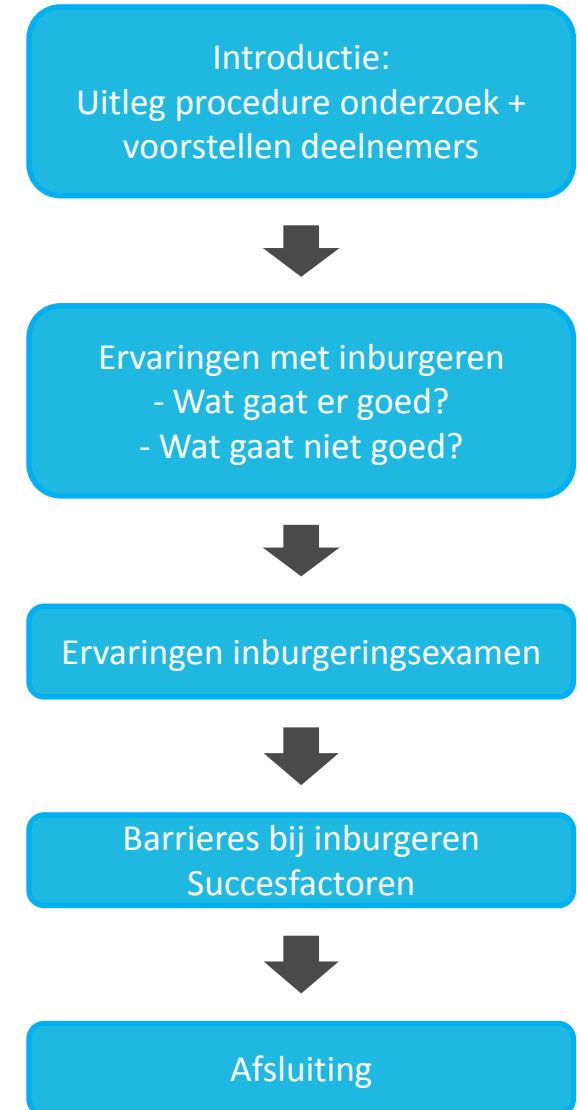 Introductie:
Uitleg procedure onderzoek +
voorstellen deelnemers
Ervaringen met inburgeren
- Wat gaat er goed?
- Wat gaat niet goed?
Ervaringen inburgeringsexamen
Barrieres bij inburgeren
Succesfactoren
Afsluiting